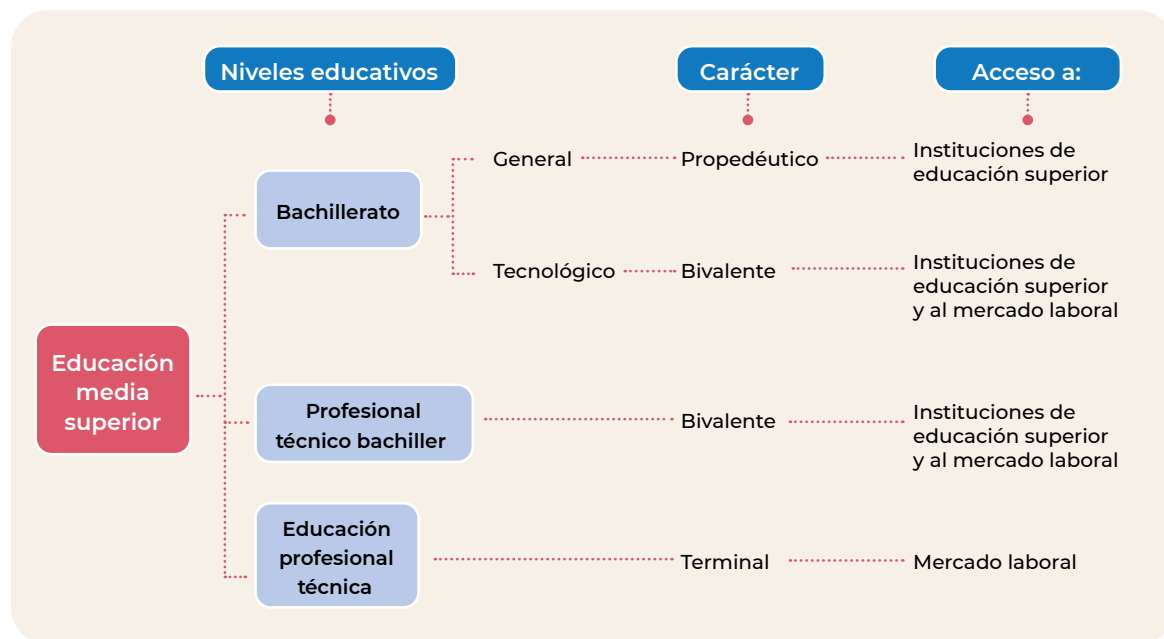 Niveles educativos
Carácter
Acceso a:
General
Propedéutico
Instituciones de
educación superior
Bachillerato
Tecnológico
Bivalente
Instituciones de
educación superior
y al mercado laboral
Educación
media
superior
Profesional
técnico bachiller
Bivalente
Instituciones de
educación superior
y al mercado laboral
Educación
profesional
técnica
Terminal
Mercado laboral